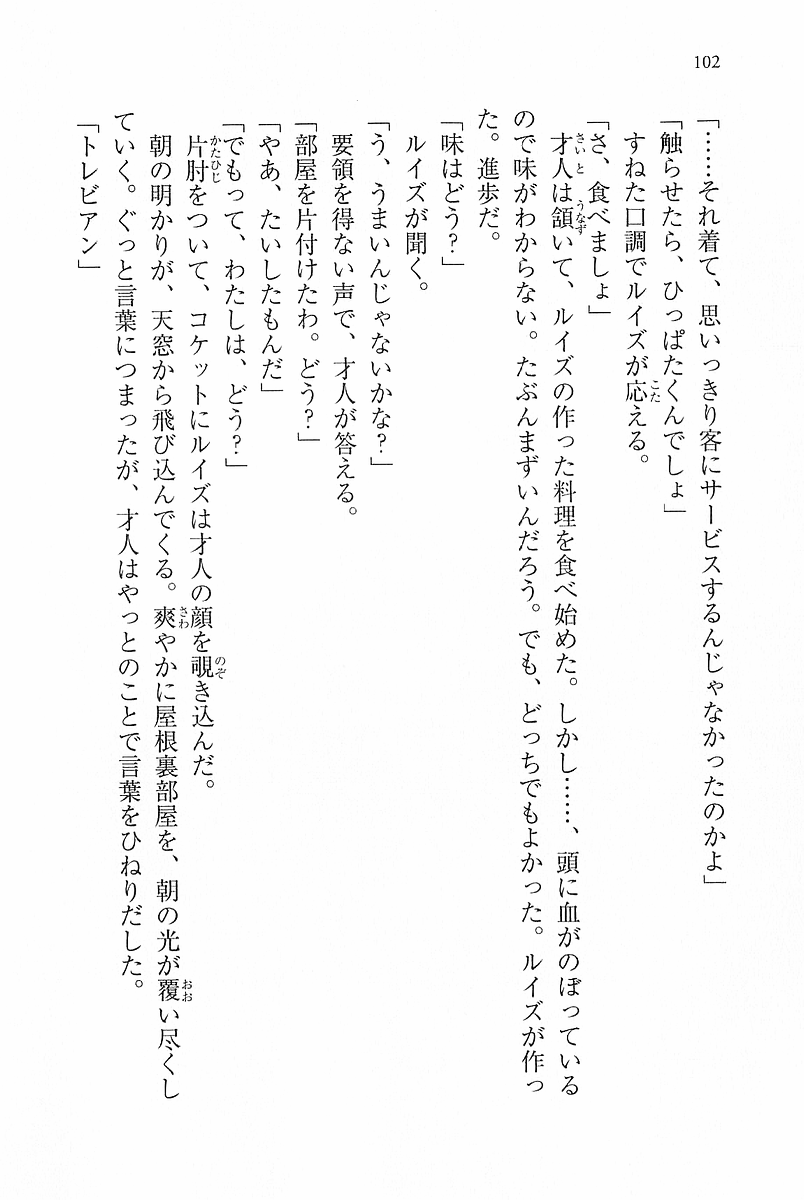 102
「……それ着て、思いっきり客にサービスするんじゃなかったのかよ」
「触らせたら、ひっぱたくんでしょ」
すねた口調でルイズが応える。
「さ、食べましょ」
才人は頷いて、ルイズの作った料理を食べ始めた。しかし……、頭に血がのぼっている
ので味がわからない。たぶんまずいんだろう。でも、どっちでもよかった。ルイズが作っ
た。進歩だ。
「味はどう？」
ルイズが聞く。
「う、うまいんじゃないかな？」
要領を得ない声で、才人が答える。
「部屋を片付けたわ。どう？」
「やあ、たいしたもんだ」
「でもって、わたしは、どう？」
片肘をついて、コケットにルイズは才人の顔を覗き込んだ。
朝の明かりが、天窓から飛び込んでくる。爽やかに屋根裏部屋を、朝の光が覆い尽くし
ていく。ぐっと言葉につまったが、才人はやっとのことで言葉をひねりだした。
「トレビアン」